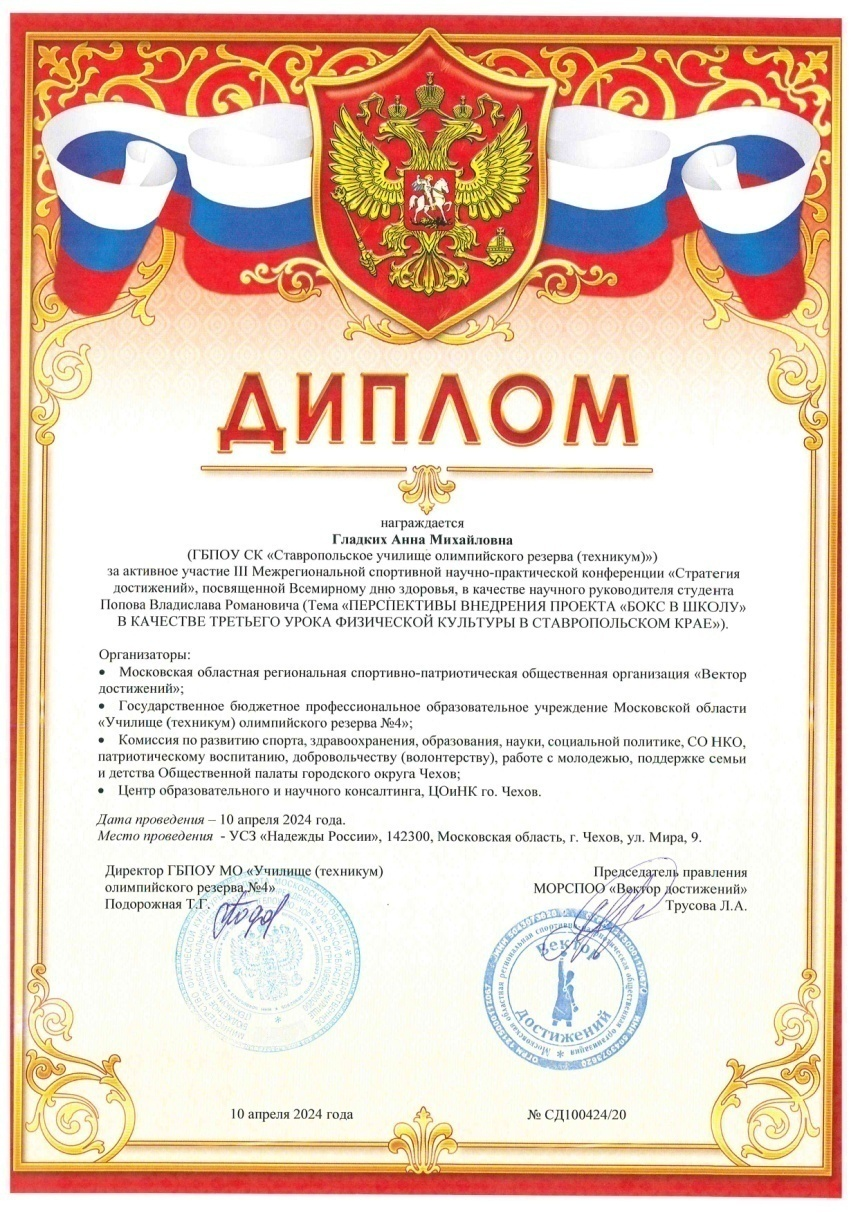 ДИПЛОМ
награждается
Гладких Анна Михайловна
(ГБПОУ СК «Ставропольское училище олимпийского резерва (техникум)»)
за активное участие III Межрегиональной спортивной научно-практической конференции «Стратегия
достижений», посвященной Всемирному дню здоровья, в качестве научного руководителя студента
Попова Владислава Романовича (Тема «ПЕРСПЕКТИВЫ ВНЕДРЕНИЯ ПРОЕКТА «БОКС В ШКОЛУ»
В КАЧЕСТВЕ ТРЕТЬЕГО УРОКА ФИЗИЧЕСКОЙ КУЛЬТУРЫ В СТАВРОПОЛЬСКОМ КРАЕ»).
Организаторы:
• Московская областная региональная спортивно-патриотическая общественная организация «Вектор
достижений»;
• Государственное бюджетное профессиональное образовательное учреждение Московской области
«Училище (техникум) олимпийского резерва №4»;
• Комиссия по развитию спорта, здравоохранения, образования, науки, социальной политике, СО НКО,
патриотическому воспитанию, добровольчеству (волонтерству), работе с молодежью, поддержке семьи
и детства Общественной палаты городского округа Чехов;
• Центр образовательного и научного консалтинга, ЦОиНК го. Чехов.
Дата проведения – 10 апреля 2024 года.
Место проведения - УСЗ «Надежды России», 142300, Московская область, г. Чехов, ул. Мира, 9.
Директор ГБПОУ МО «Училище (техникум)
олимпийского резерва №4»
Подорожная Т.Г.
Председатель правления
МОРСПОО «Вектор достижений»
Трусова Л.А.
Вектор
достижений
10 апреля 2024 года
№ СД100424/20